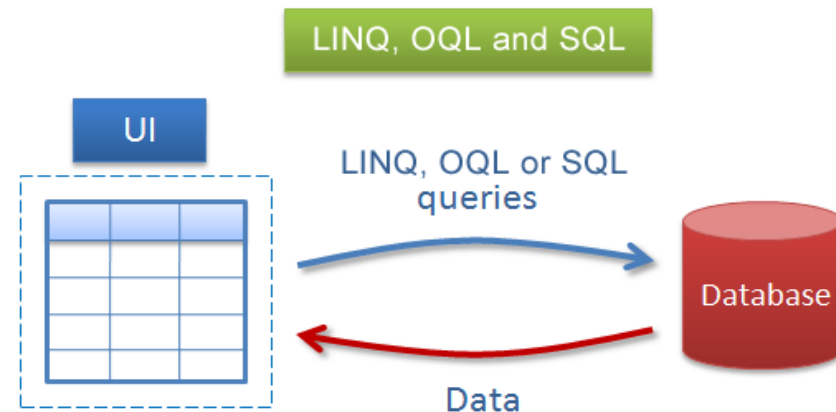 LINQ, OQL and SQL
UI
LINQ, OQL or SQL
queries
Database
Data